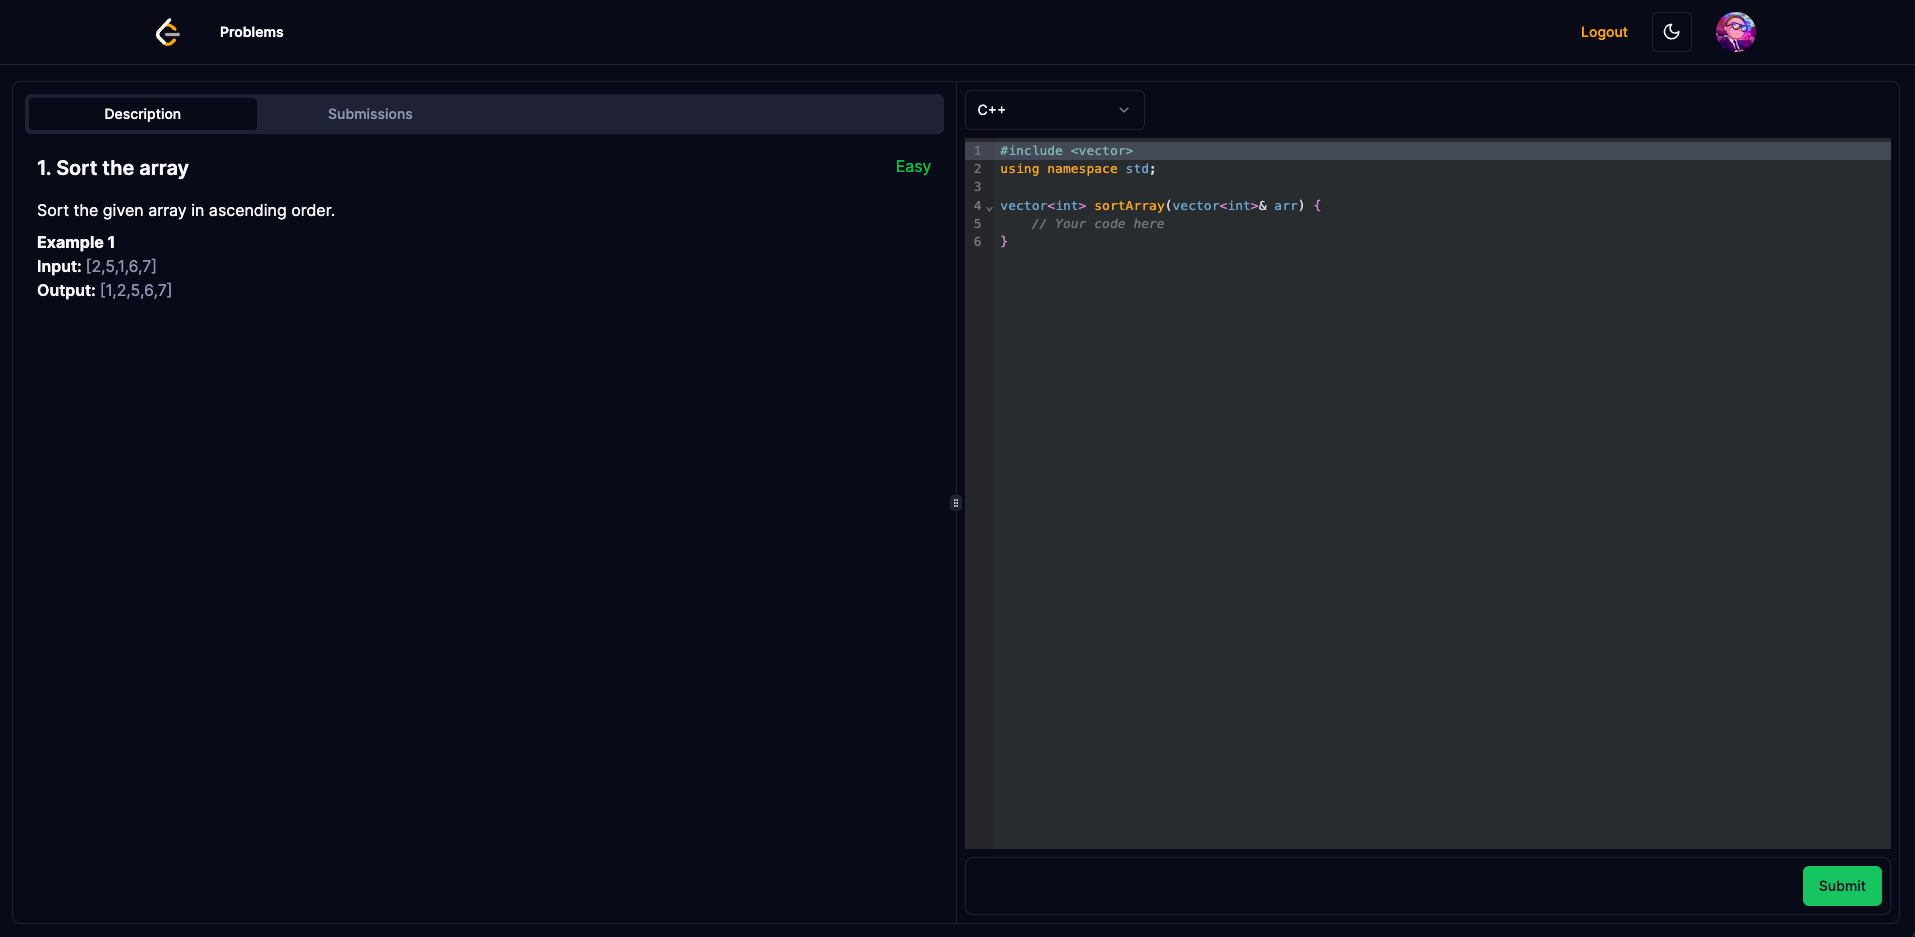 Problems
Logout
Description
Submissions
1. Sort the array
Easy
Sort the given array in ascending order.
Example 1
Input: [2,5,1,6,7]
Output: [1,2,5,6,7]
C++
1 #include <vector>
2 using namespace std;
3
4 vector<int> sortArray(vector<int>& arr) {
5     // Your code here
6 }
Submit